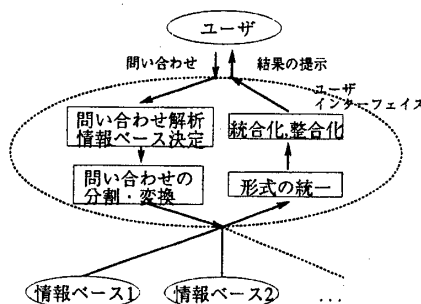 ユーザ
問い合わせ
結果の提示
ユーザ
インターフェイス
問い合わせ解析
情報ベース決定
統合化,整合化
問い合わせの
分割・変換
形式の統一
情報ベース1
情報ベース2
...